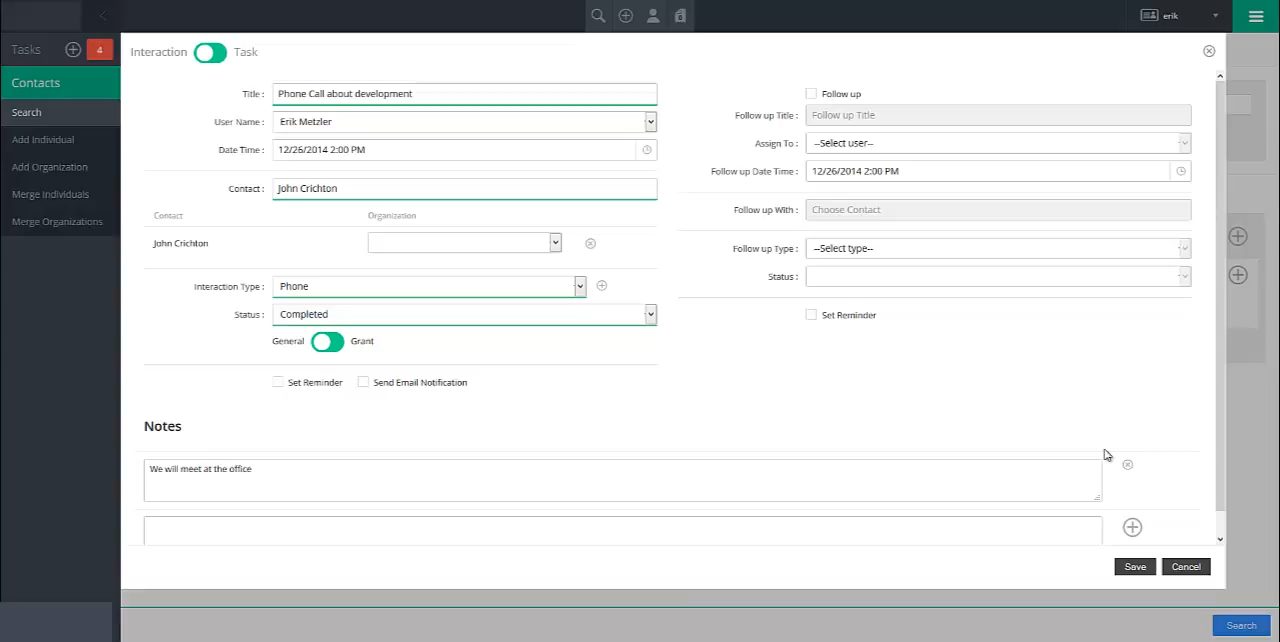 erik
Tasks
4
Interaction
Task
Contacts
Search
Add Individual
Add Organization
Merge Individuals
Merge Organizations
Title :
Phone Call about development
User Name :
Erik Metzler
Date Time :
12/26/2014 2:00 PM
Contact :
John Crichton
Contact
Organization
John Crichton
Interaction Type :
Phone
Status :
Completed
General
Grant
Set Reminder
Send Email Notification
Follow up
Follow up Title :
Follow up Title
Assign To :
--Select user--
Follow up Date Time :
12/26/2014 2:00 PM
Follow up With :
Choose Contact
Follow up Type :
--Select type--
Status :
Set Reminder
Notes
We will meet at the office
Save
Cancel
Search